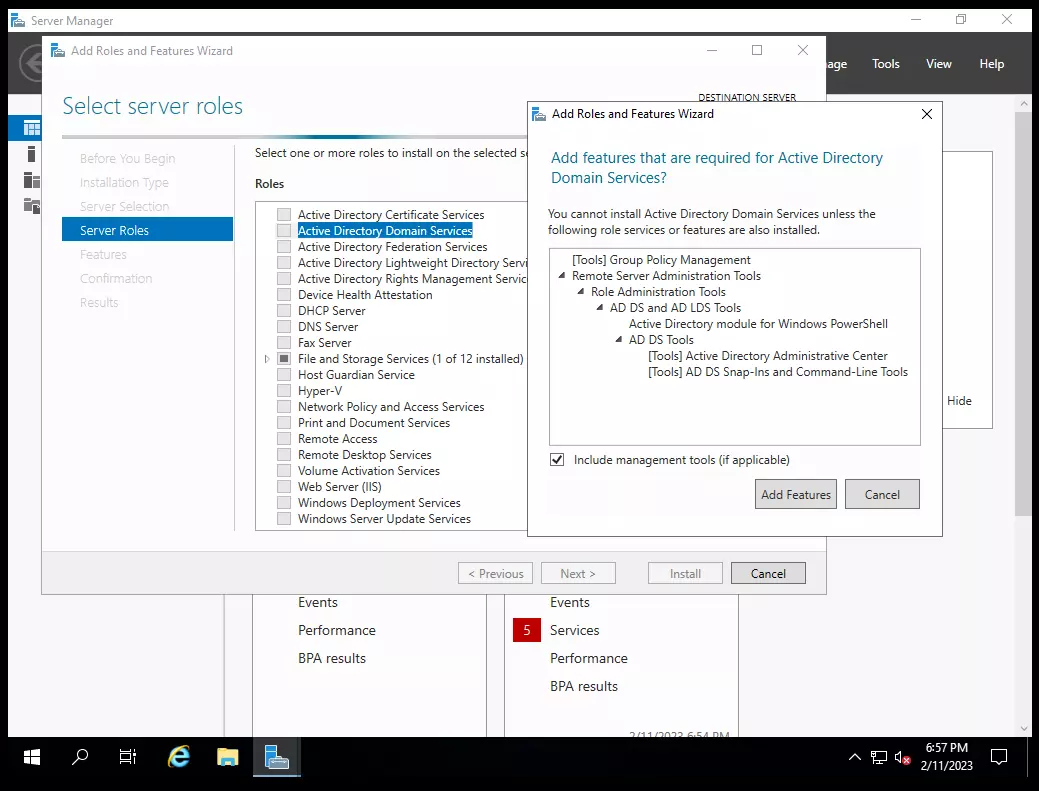 Server Manager
Add Roles and Features Wizard
Tools View Help
Select server roles
DESTINATION SERVER
Before You Begin
Installation Type
Server Selection
Server Roles
Features
Confirmation
Results
Select one or more roles to install on the selected
Roles
Active Directory Certificate Services
Active Directory Domain Services
Active Directory Federation Services
Active Directory Lightweight Directory
Active Directory Rights Management
Device Health Attestation
DHCP Server
DNS Server
Fax Server
File and Storage Services (1 of 12 installed)
Host Guardian Service
Hyper-V
Network Policy and Access Services
Print and Document Services
Remote Access
Remote Desktop Services
Volume Activation Services
Web Server (IIS)
Windows Deployment Services
Windows Server Update Services
< Previous Next > Install Cancel
Add Roles and Features Wizard
Add features that are required for Active Directory
Domain Services?
You cannot install Active Directory Domain Services unless the
following role services or features are also installed.
[Tools] Group Policy Management
Remote Server Administration Tools
Role Administration Tools
AD DS and AD LDS Tools
Active Directory module for Windows PowerShell
AD DS Tools
[Tools] Active Directory Administrative Center
[Tools] AD DS Snap-Ins and Command-Line Tools
Include management tools (if applicable)
Add Features Cancel
Hide
Events
Performance
BPA results
Events
5 Services
Performance
BPA results
2/11/2023 6:54 PM
6:57 PM
2/11/2023